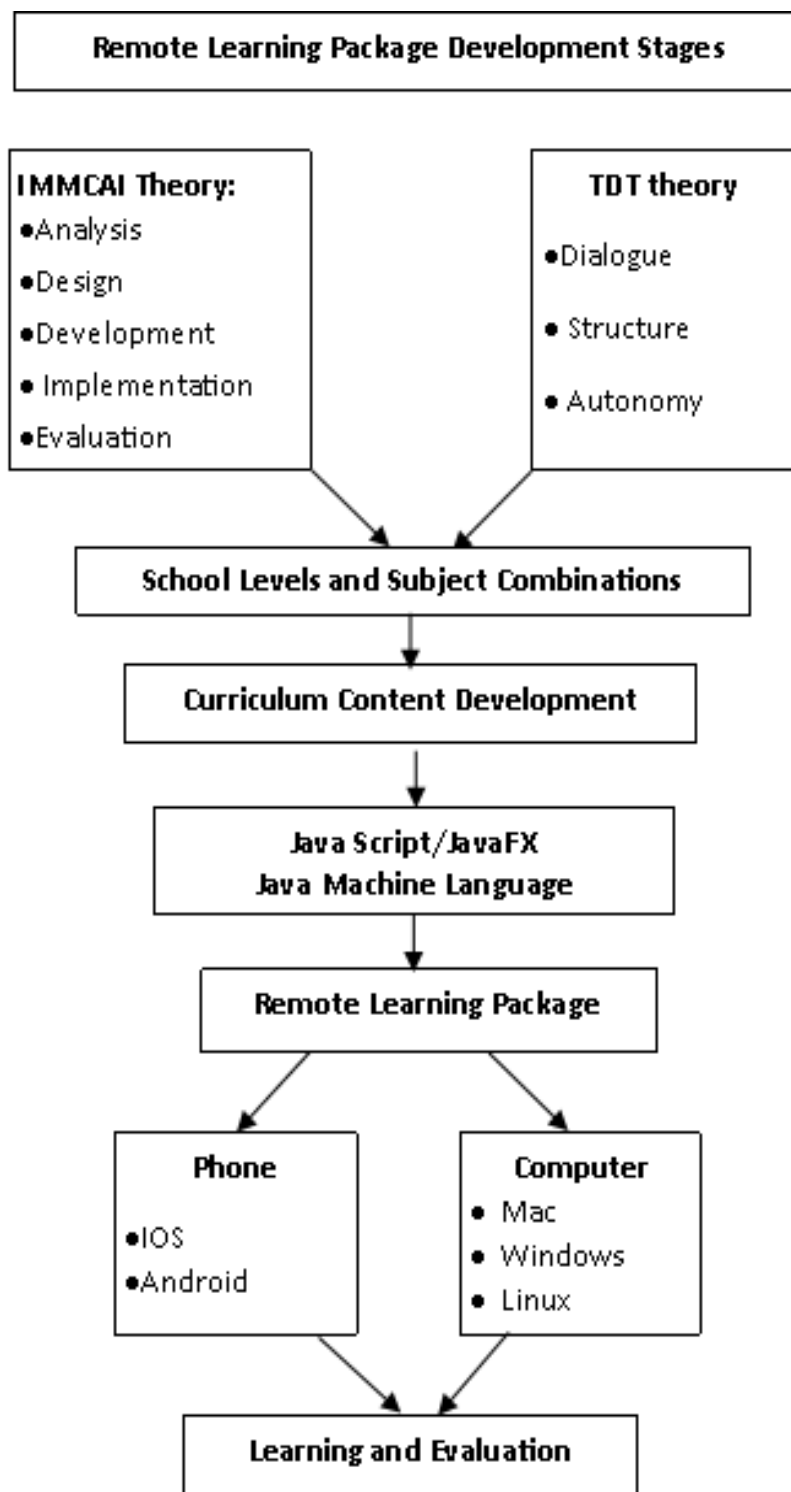 Remote Learning Package Development Stages
IMMCAI Theory:
●Analysis
●Design
●Development
● Implementation
●Evaluation
TDT theory
●Dialogue
● Structure
● Autonomy
School Levels and Subject Combinations
Curriculum Content Development
Java Script/JavaFX
Java Machine Language
Remote Learning Package
Phone
●IOS
●Android
Computer
● Mac
● Windows
● Linux
Learning and Evaluation